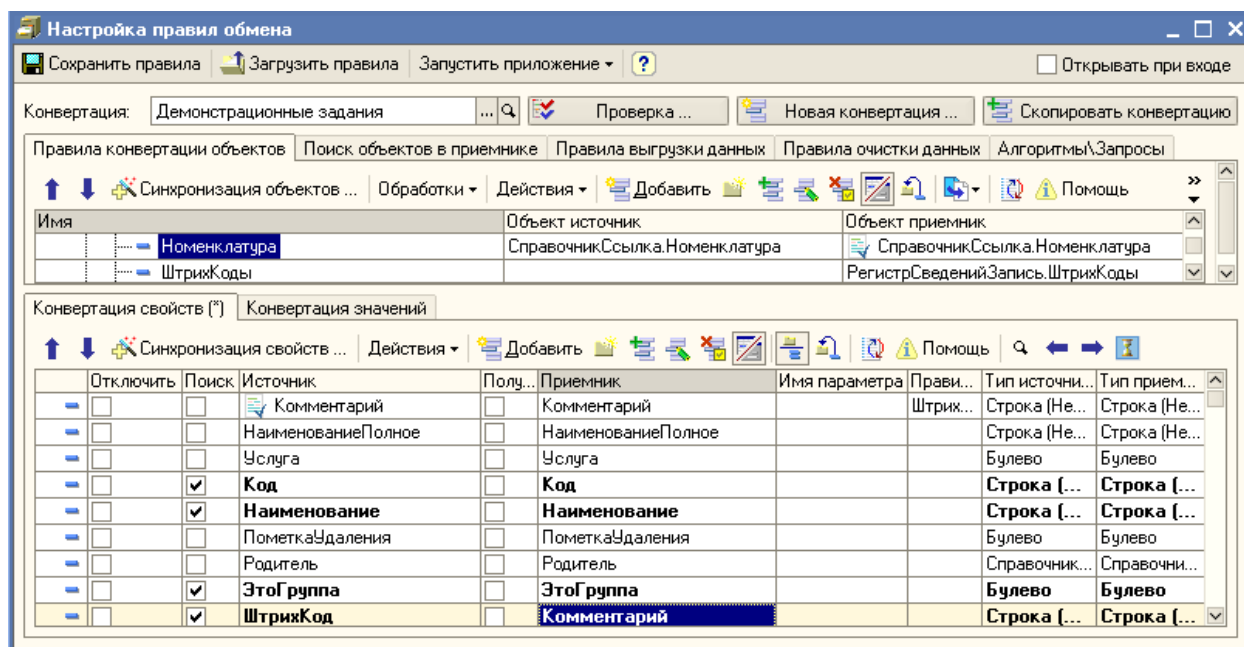 Настройка правил обмена
Сохранить правила Загрузить правила Запустить приложение ? Открывать при входе
Конвертация: Демонстрационные задания ... Проверка ... Новая конвертация ... Скопировать конвертацию
Правила конвертации объектов Поиск объектов в приемнике Правила выгрузки данных Правила очистки данных Алгоритмы\Запросы
Синхронизация объектов ... Обработки Действия Добавить Помощь »
Имя Объект источник Объект приемник
Номенклатура СправочникСсылка.Номенклатура СправочникСсылка.Номенклатура
ШтрихКоды РегистрСведенийЗапись.ШтрихКоды
Конвертация свойств (*) Конвертация значений
Синхронизация свойств ... Действия Добавить Помощь
Отключить Поиск Источник Полу... Приемник Имя параметра Прави... Тип источни... Тип прием...
Комментарий Комментарий Штрих... Строка (Не... Строка (Не...
НаименованиеПолное НаименованиеПолное Строка (Не... Строка (Не...
Услуга Услуга Булево Булево
Код Код Строка (... Строка (...
Наименование Наименование Строка (... Строка (...
ПометкаУдаления ПометкаУдаления Булево Булево
Родитель Родитель Справочник... Справочни...
ЭтоГруппа ЭтоГруппа Булево Булево
ШтрихКод Комментарий Строка (... Строка (...